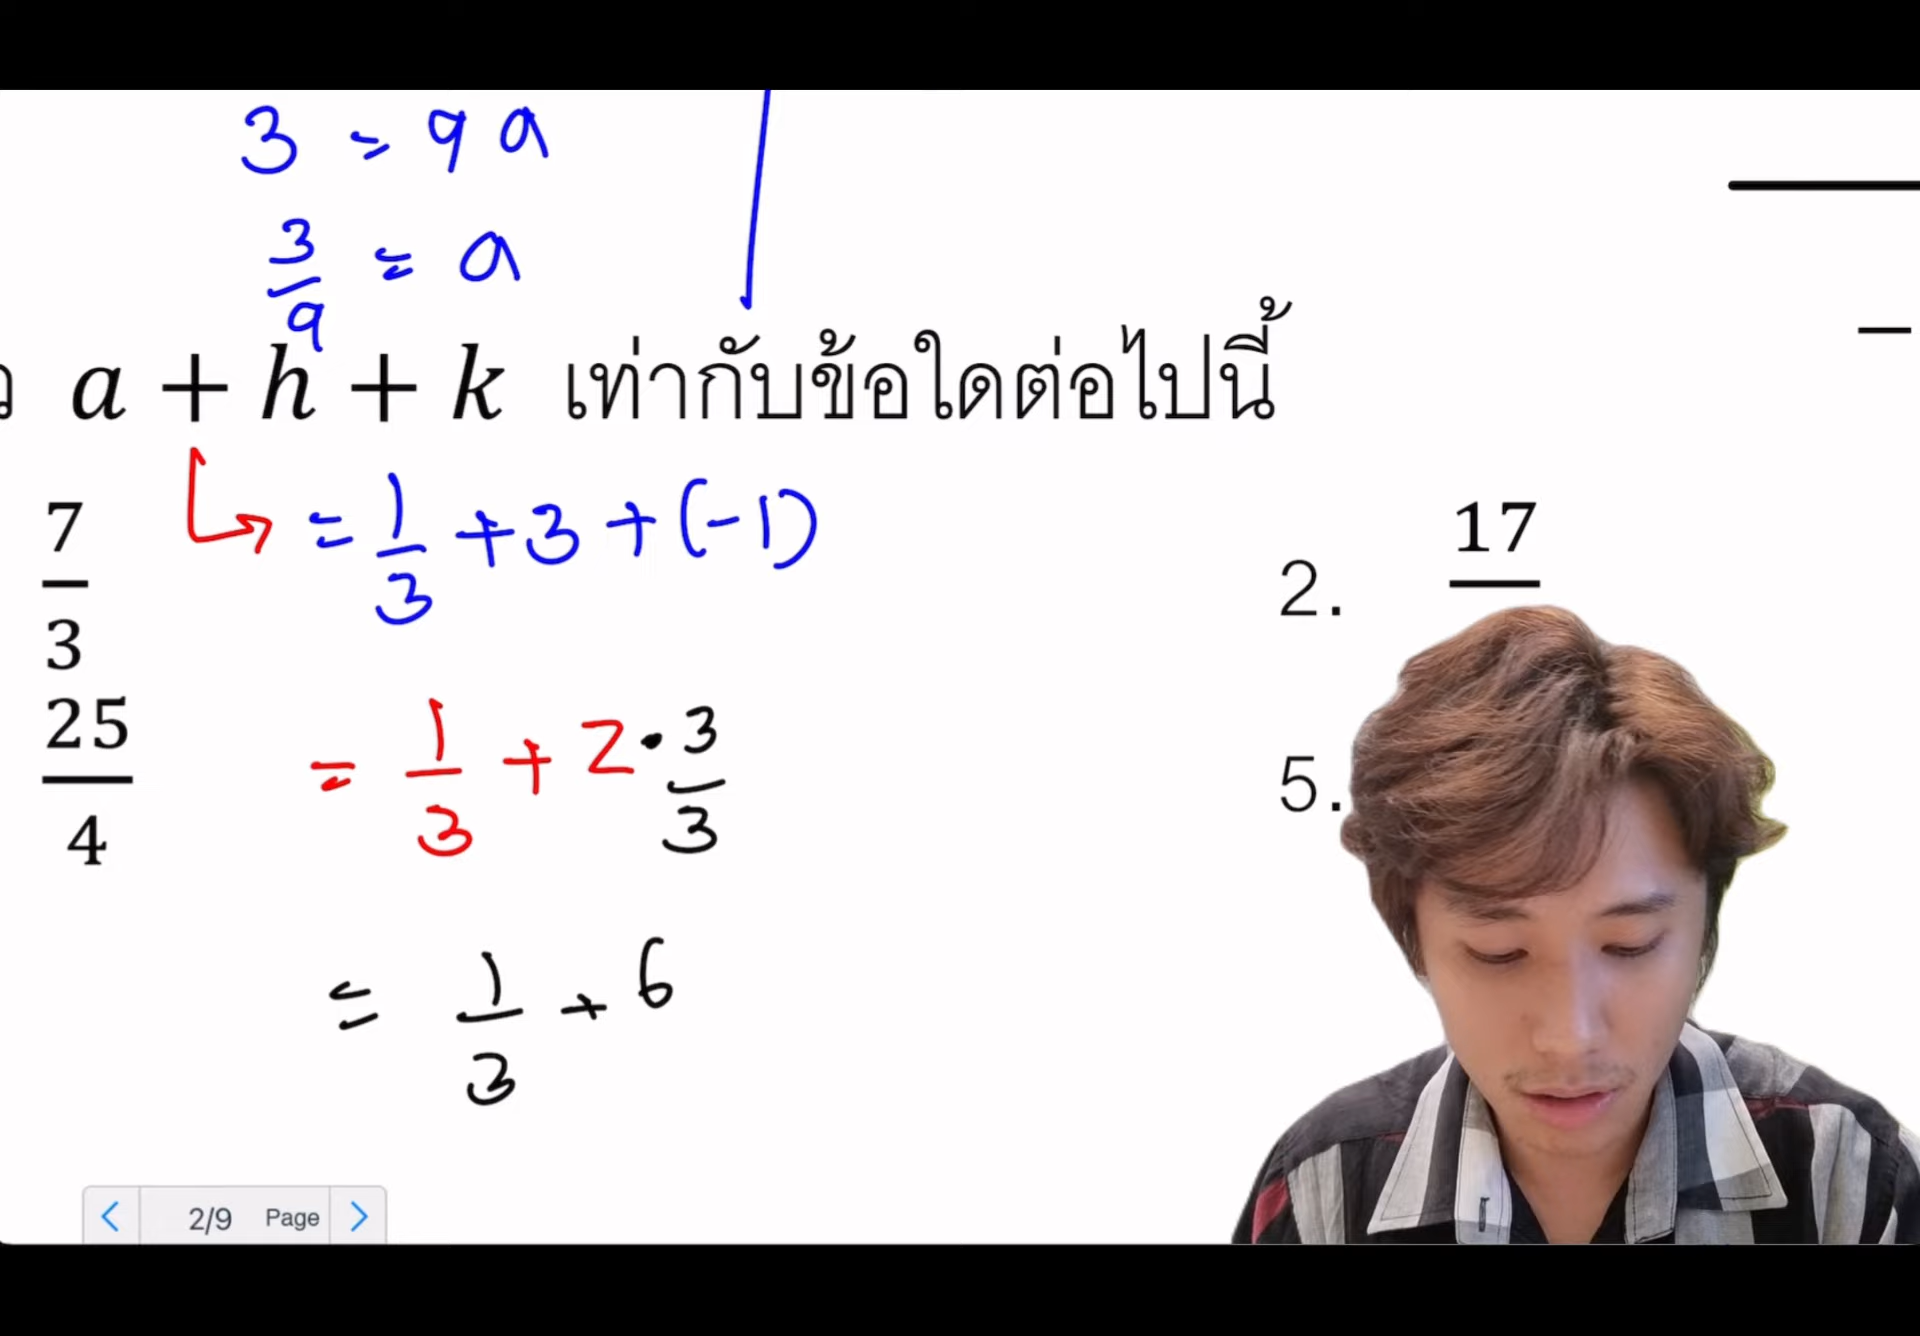 3 = 9a
3/9 = a
a + h + k เท่ากับข้อใดต่อไปนี้
7/3
= 1/3 + 3 + (-1)
2. 17
25/4
= 1/3 + 2 · 3/3
5.
= 1/3 + 6
2/9 Page